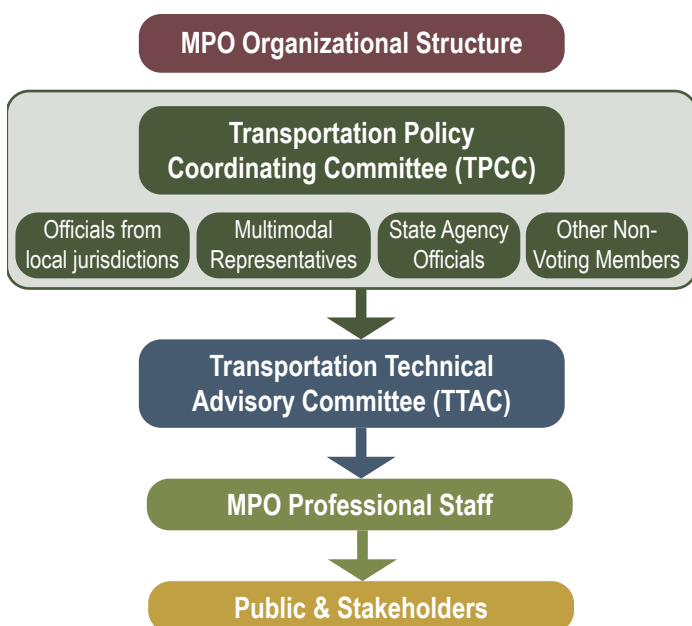 MPO Organizational Structure
Transportation Policy
Coordinating Committee (TPCC)
Officials from
local jurisdictions
Multimodal
Representatives
State Agency
Officials
Other Non-
Voting Members
Transportation Technical
Advisory Committee (TTAC)
MPO Professional Staff
Public & Stakeholders